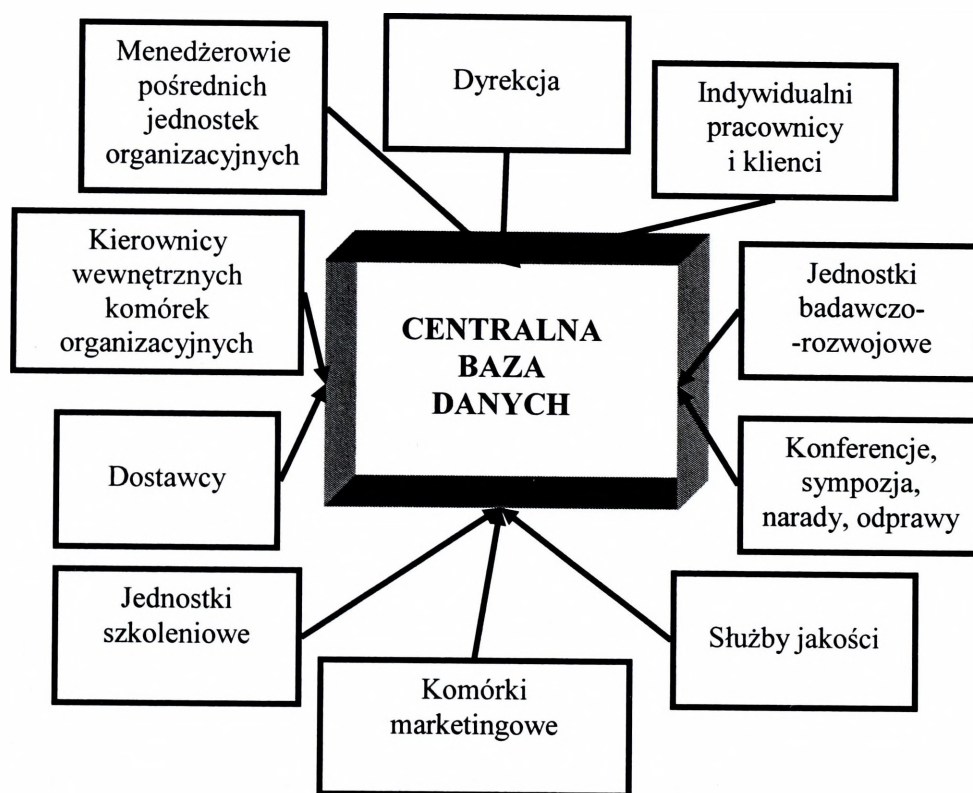 Menedżerowie
pośrednich
jednostek
organizacyjnych
Dyrekcja
Indywidualni
pracownicy
i klienci
Kierownicy
wewnętrznych
komórek
organizacyjnych
CENTRALNA
BAZA
DANYCH
Jednostki
badawczo-
-rozwojowe
Dostawcy
Konferencje,
sympozja,
narady, odprawy
Jednostki
szkoleniowe
Komórki
marketingowe
Służby jakości